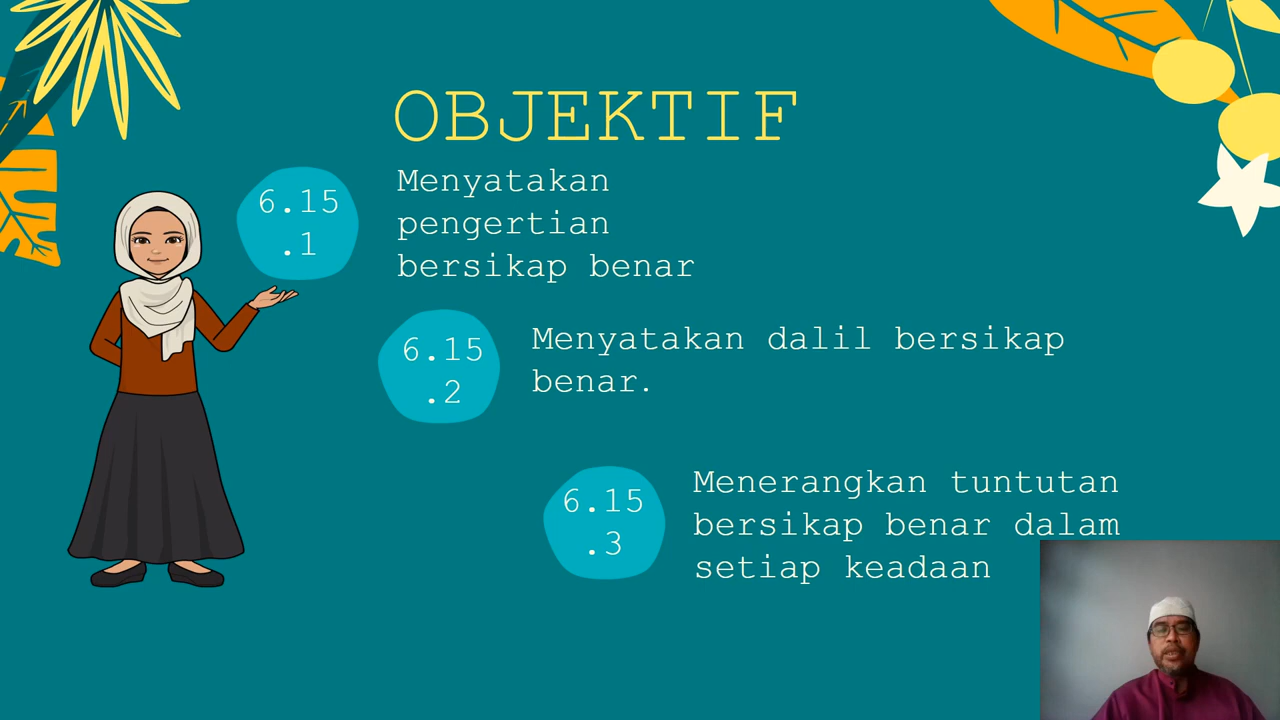 OBJEKTIF
6.15
.1
Menyatakan
pengertian
bersikap benar
6.15
.2
Menyatakan dalil bersikap
benar.
6.15
.3
Menerangkan tuntutan
bersikap benar dalam
setiap keadaan